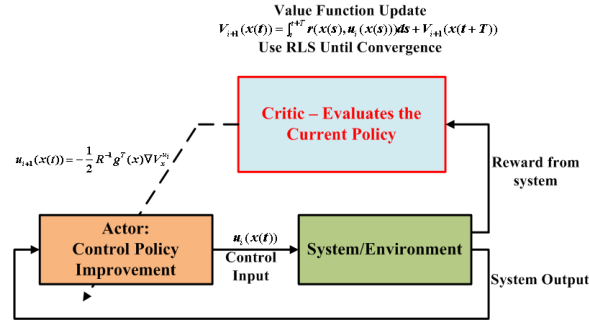 Value Function Update
V_{i+1}(x(t)) = ∫_t^{t+T} r(x(s), u_i(x(s)))ds + V_{i+1}(x(t+T))
Use RLS Until Convergence
Critic – Evaluates the
Current Policy
u_{i+1}(x(t)) = −1/2 R^{-1} g^T(x)∇V_x^{u_i}
Reward from
system
Actor:
Control Policy
Improvement
u_i(x(t))
Control
Input
System/Environment
System Output